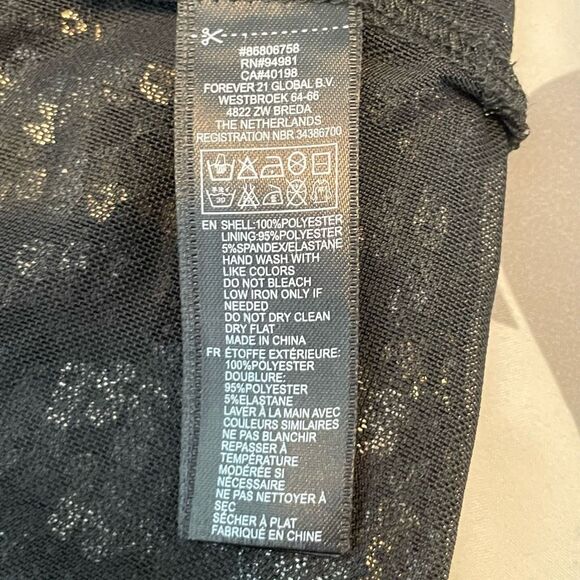 #86806758
RN#94981
CA#40198
FOREVER 21 GLOBAL B.V.
WESTBROEK 64-66
4822 ZW BREDA
THE NETHERLANDS
REGISTRATION NBR 34386700
EN SHELL:100%POLYESTER
LINING:95%POLYESTER
5%SPANDEX/ELASTANE
HAND WASH WITH
LIKE COLORS
DO NOT BLEACH
LOW IRON ONLY IF
NEEDED
DO NOT DRY CLEAN
DRY FLAT
MADE IN CHINA
FR ÉTOFFE EXTÉRIEURE:
100%POLYESTER
DOUBLURE:
95%POLYESTER
5%ELASTANE
LAVER À LA MAIN AVEC
COULEURS SIMILAIRES
NE PAS BLANCHIR
REPASSER À
TEMPÉRATURE
MODÉRÉE SI
NÉCESSAIRE
NE PAS NETTOYER À
SEC
SÉCHER À PLAT
FABRIQUÉ EN CHINE